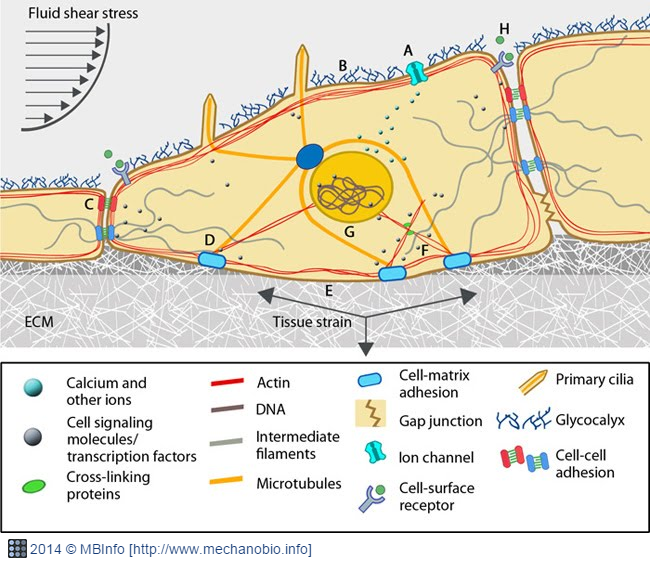 Fluid shear stress
H
A
B
C
D
G
F
E
ECM
Tissue strain
Calcium and
other ions
Cell signaling
molecules/
transcription factors
Cross-linking
proteins
Actin
DNA
Intermediate
filaments
Microtubules
Cell-matrix
adhesion
Gap junction
Ion channel
Cell-surface
receptor
Primary cilia
Glycocalyx
Cell-cell
adhesion
2014 © MBInfo [http://www.mechanobio.info]